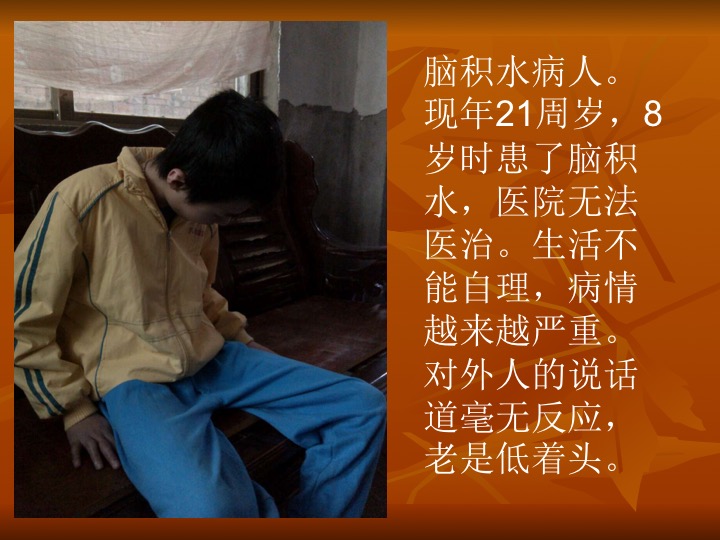 脑积水病人。
现年21周岁，8
岁时患了脑积
水，医院无法
医治。生活不
能自理，病情
越来越严重。
对外人的说话
道毫无反应，
老是低着头。